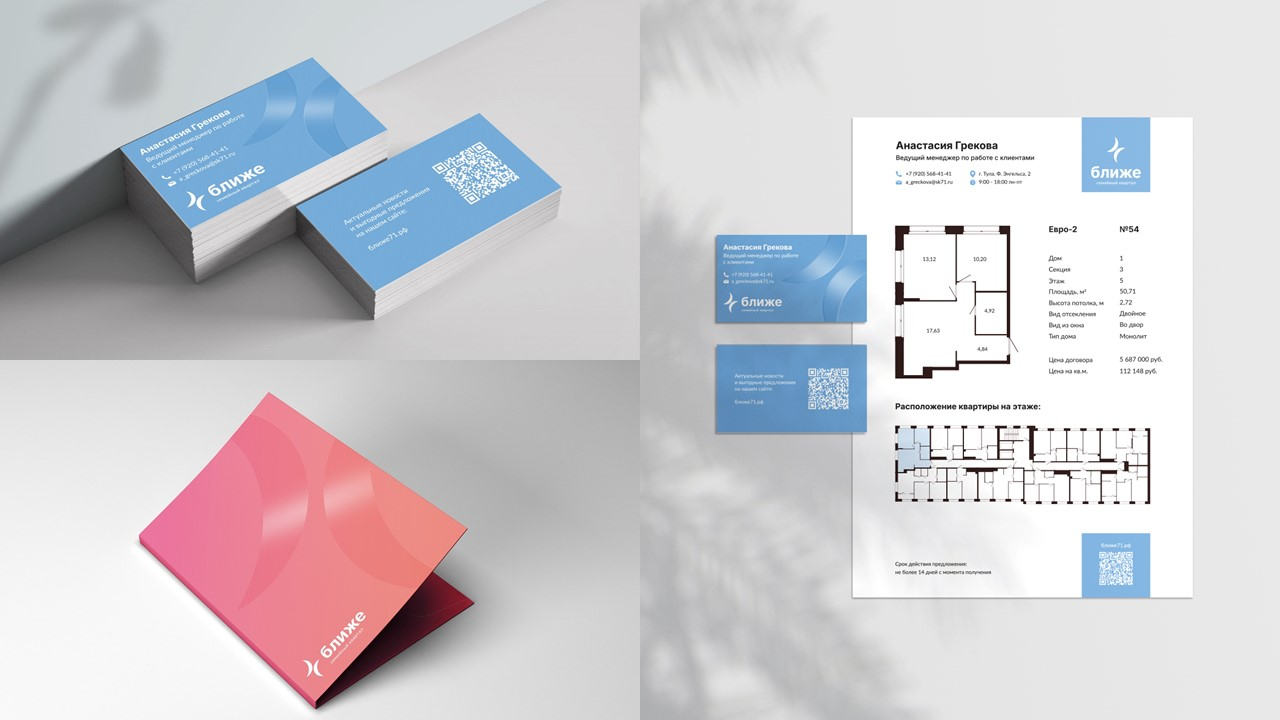 Анастасия Грекова
Ведущий менеджер по работе
с клиентами
+7 (920) 568-41-41
a_greckova@sk71.ru
ближе
Актуальные новости
и выгодные предложения
на нашем сайте:
ближе71.рф
ближе
семейный квартал
Анастасия Грекова
Ведущий менеджер по работе
с клиентами
+7 (920) 568-41-41
a_greckova@sk71.ru
ближе
семейный квартал
Актуальные новости
и выгодные предложения
на нашем сайте:
ближе71.рф
Анастасия Грекова
Ведущий менеджер по работе с клиентами
+7 (920) 568-41-41
г. Тула, Ф. Энгельса, 2
a_greckova@sk71.ru
9:00 - 18:00 пн-пт
ближе
семейный квартал
13,12
10,20
4,92
17,63
4,84
Евро-2 №54
Дом 1
Секция 3
Этаж 5
Площадь, м² 50,71
Высота потолка, м 2,72
Вид отсекления Двойное
Вид из окна Во двор
Тип дома Монолит
Цена договора 5 687 000 руб.
Цена на кв.м. 112 148 руб.
Расположение квартиры на этаже:
Срок действия предложения:
не более 14 дней с момента получения
ближе71.рф